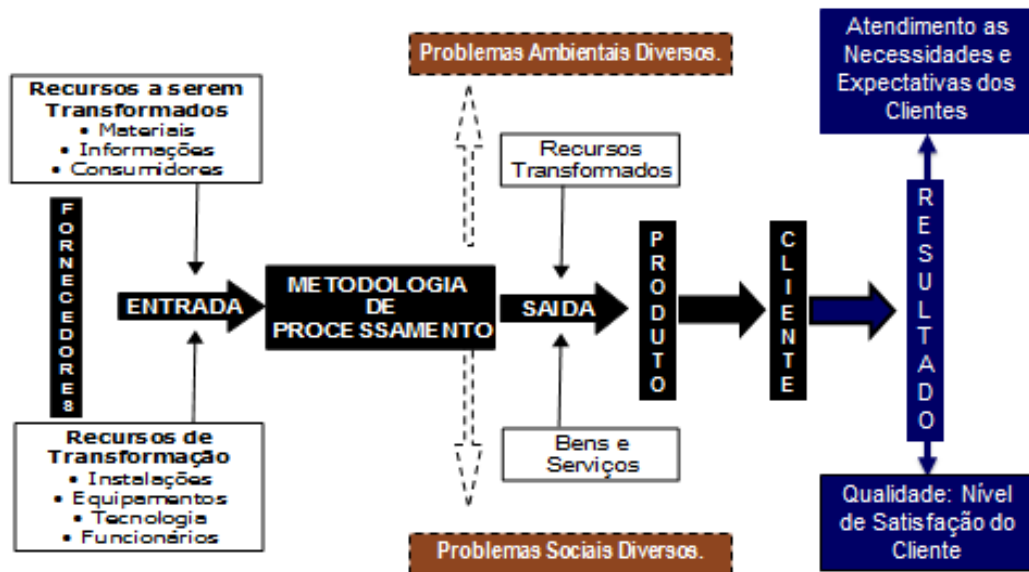 Recursos a serem
Transformados
• Materiais
• Informações
• Consumidores
FORNECEDORES
Recursos de
Transformação
• Instalações
• Equipamentos
• Tecnologia
• Funcionários
ENTRADA
METODOLOGIA
DE
PROCESSAMENTO
Problemas Ambientais Diversos.
Problemas Sociais Diversos.
Recursos
Transformados
SAIDA
Bens e
Serviços
PRODUTO
CLIENTE
Atendimento as
Necessidades e
Expectativas dos
Clientes
RESULTADO
Qualidade: Nível
de Satisfação do
Cliente